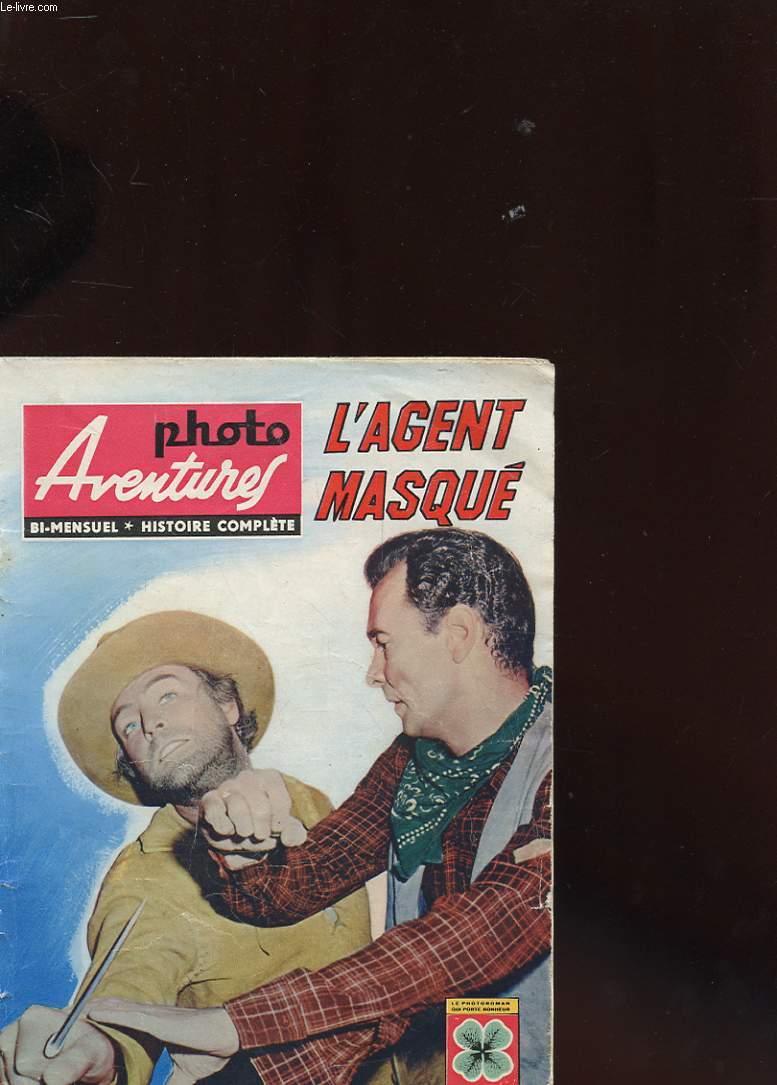 Le-livre.com
photo
Aventures
BI-MENSUEL * HISTOIRE COMPLÈTE
L'AGENT
MASQUÉ
LE PHOTOROMAN
QUI PORTE BONHEUR